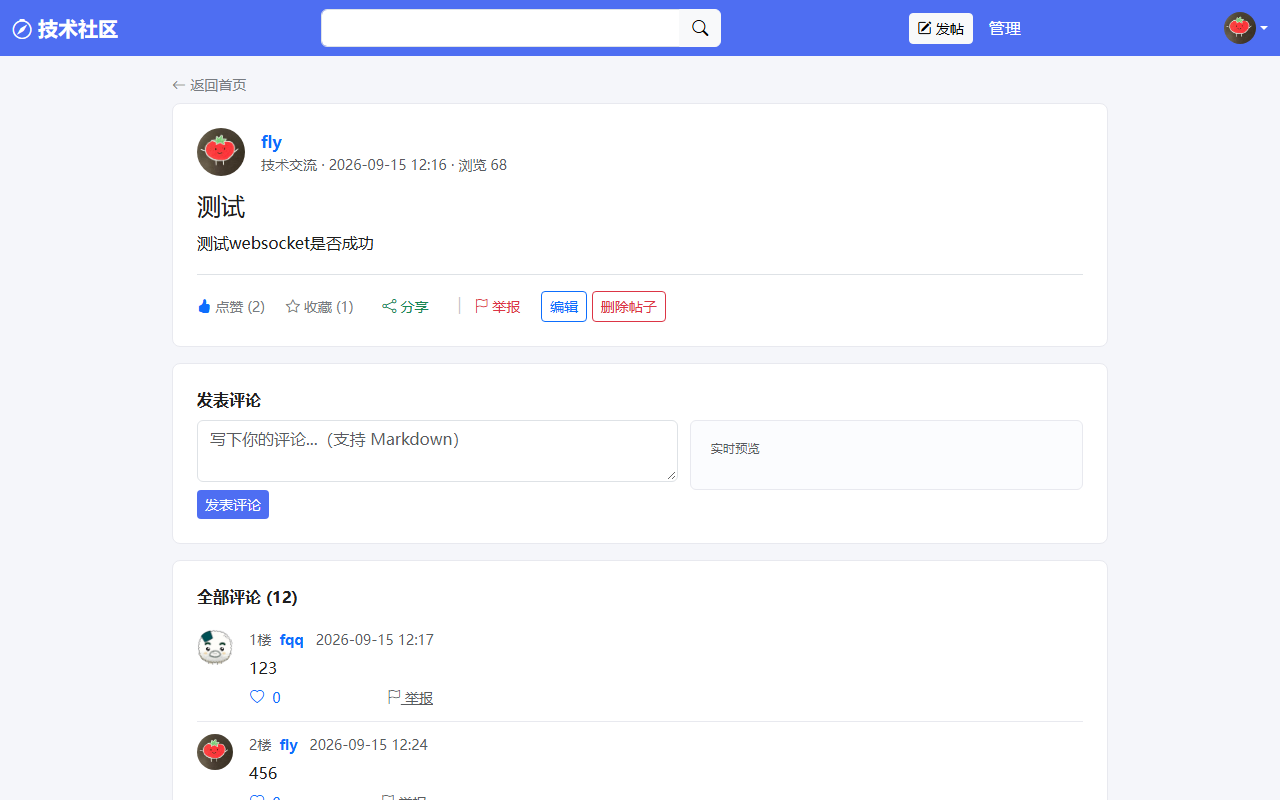 技术社区
发帖
管理
返回首页
fly
技术交流 · 2026-09-15 12:16 · 浏览 68
测试
测试websocket是否成功
点赞 (2) 收藏 (1) 分享 | 举报 编辑 删除帖子
发表评论
写下你的评论...（支持 Markdown）
实时预览
发表评论
全部评论 (12)
1楼 fqq 2026-09-15 12:17
123
0 举报
2楼 fly 2026-09-15 12:24
456
0 举报